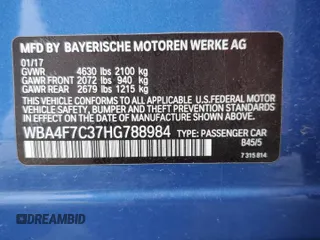 MFD BY BAYERISCHE MOTOREN WERKE AG
01/17
GVWR 4630 lbs 2100 kg
GAWR FRONT 2072 lbs 940 kg
GAWR REAR 2679 lbs 1215 kg
THIS VEHICLE CONFORMS TO ALL APPLICABLE FEDERAL MOTOR VEHICLE SAFETY, BUMPER, AND THEFT PREVENTION STANDARDS IN EFFECT ON THE DATE OF MANUFACTURE SHOWN ABOVE.
WBA4F7C37HG788984 TYPE: PASSENGER CAR
B45/5
7 315 814
DREAMBID